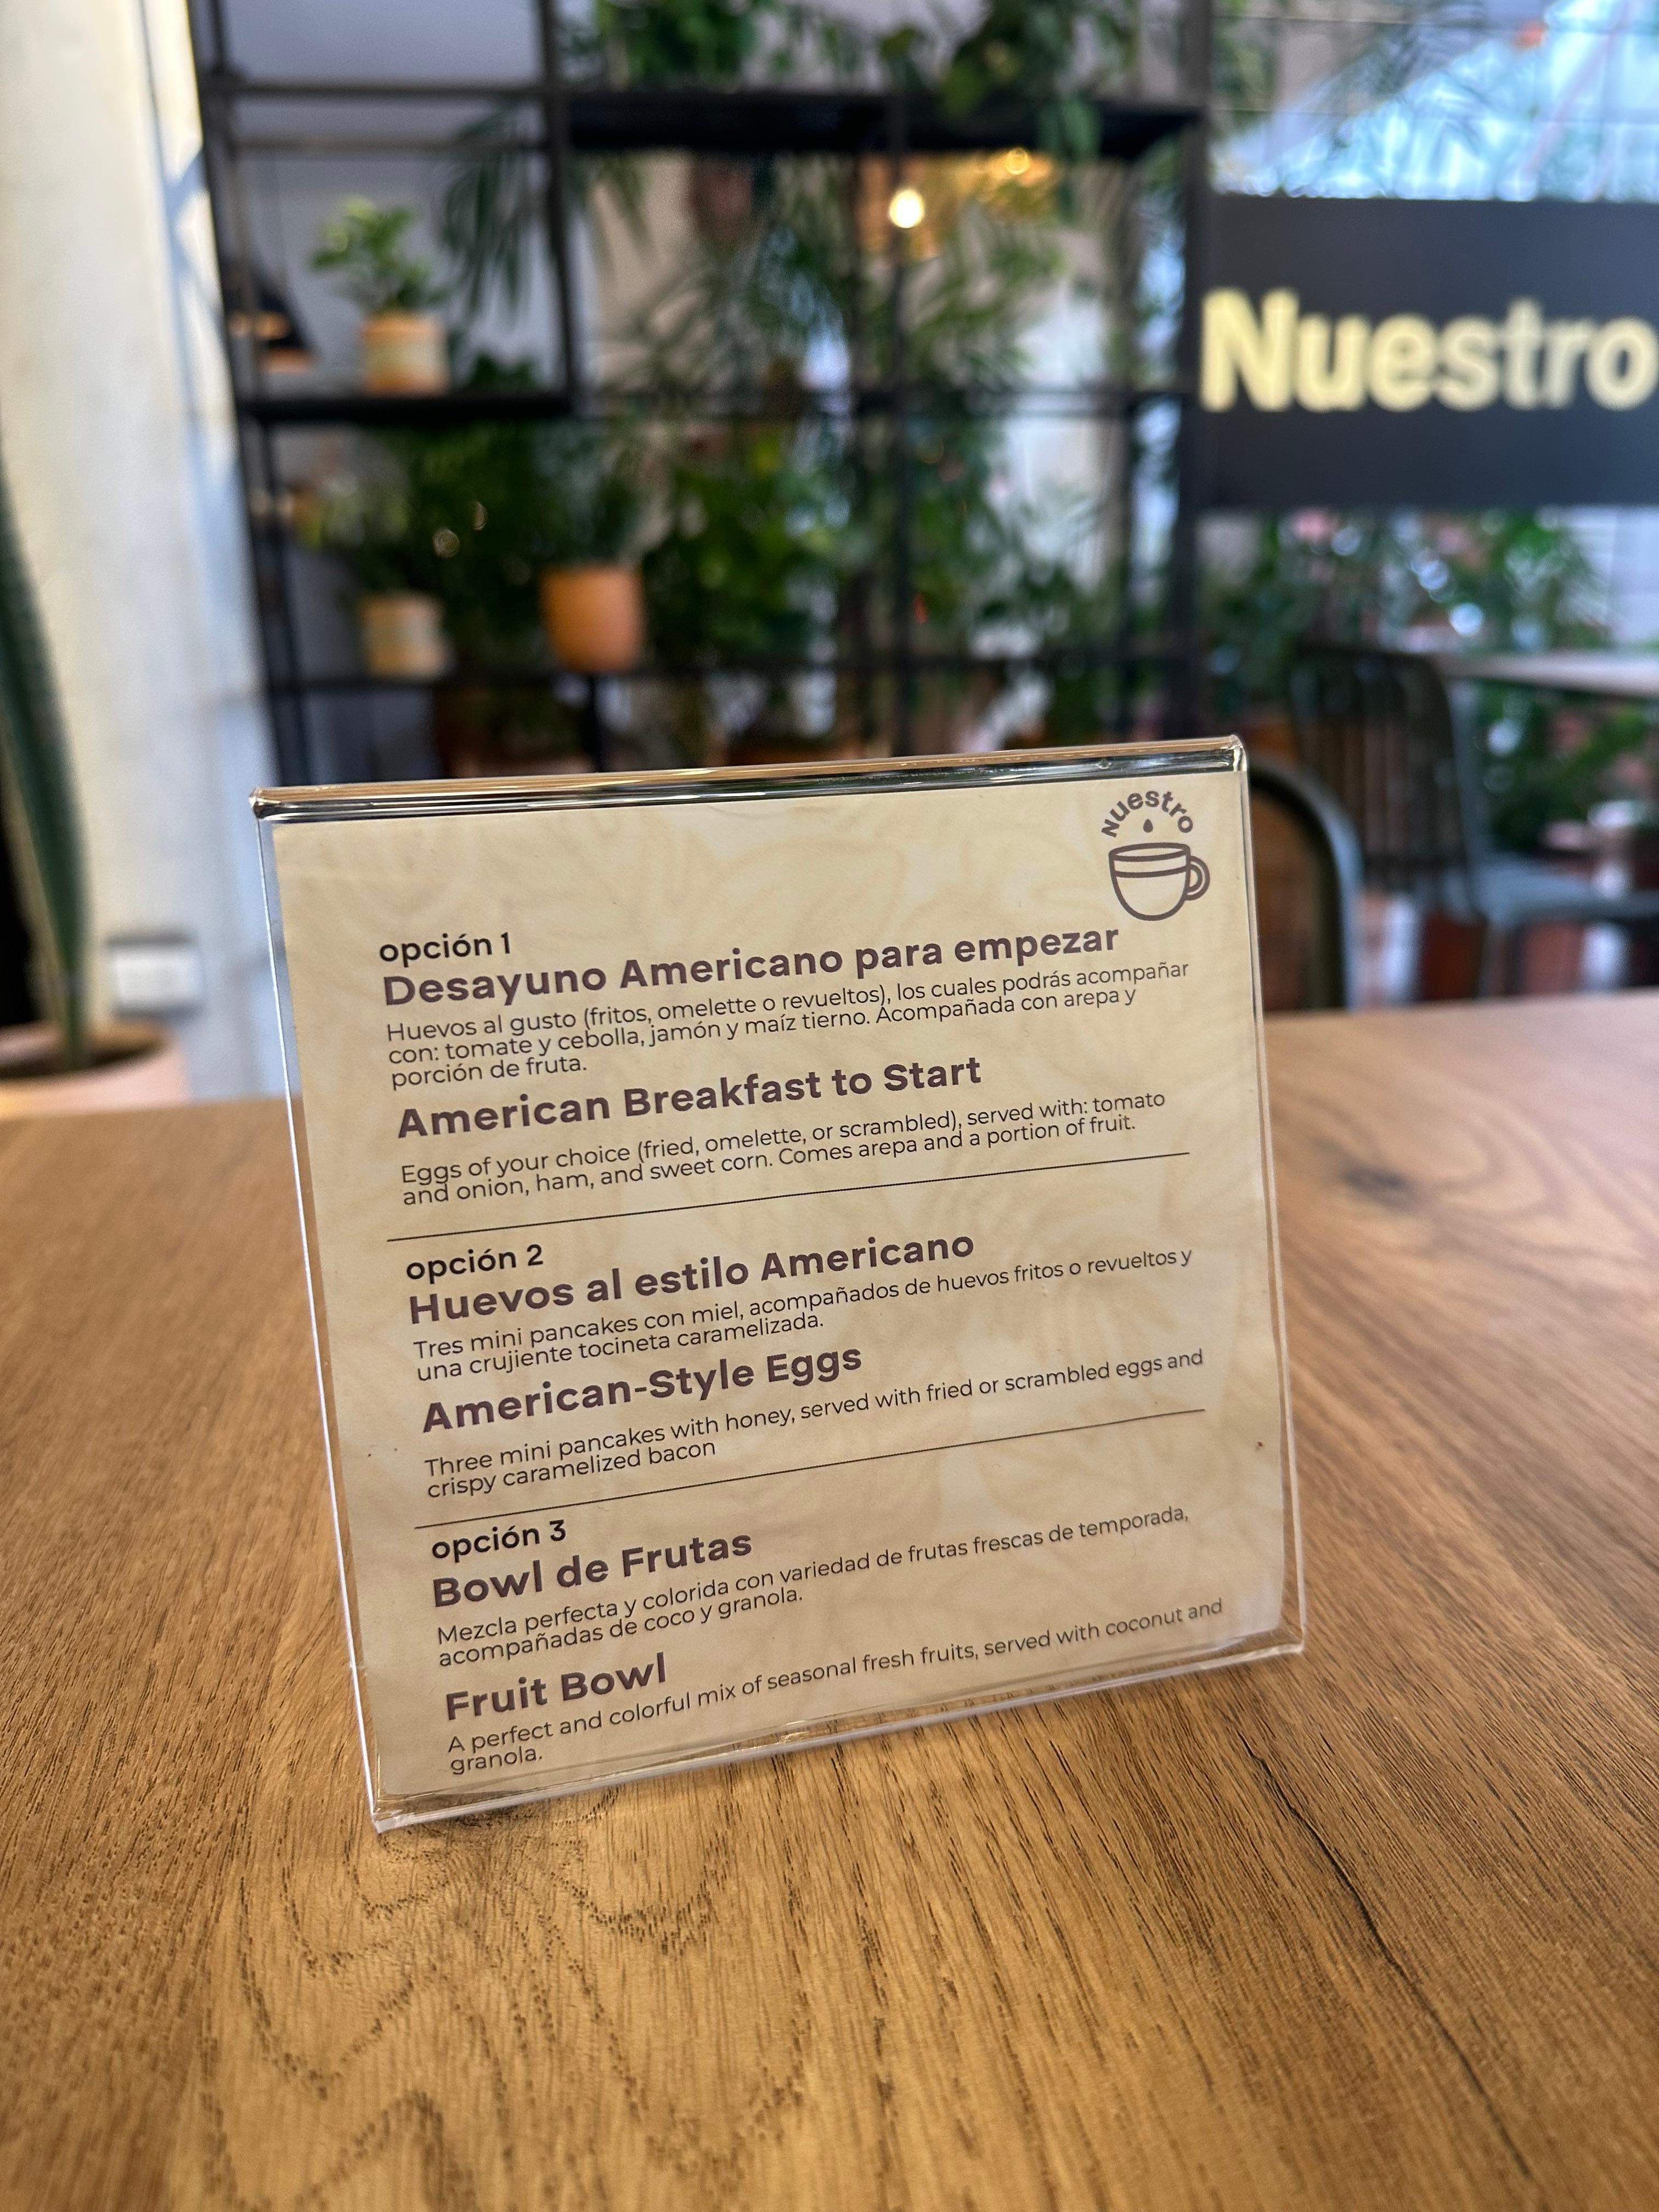 Nuestro
Nuestro
opción 1
Desayuno Americano para empezar
Huevos al gusto (fritos, omelette o revueltos), los cuales podrás acompañar
con: tomate y cebolla, jamón y maíz tierno. Acompañada con arepa y
porción de fruta.
American Breakfast to Start
Eggs of your choice (fried, omelette, or scrambled), served with: tomato
and onion, ham, and sweet corn. Comes arepa and a portion of fruit.
opción 2
Huevos al estilo Americano
Tres mini pancakes con miel, acompañados de huevos fritos o revueltos y
una crujiente tocineta caramelizada.
American-Style Eggs
Three mini pancakes with honey, served with fried or scrambled eggs and
crispy caramelized bacon
opción 3
Bowl de Frutas
Mezcla perfecta y colorida con variedad de frutas frescas de temporada,
acompañadas de coco y granola.
Fruit Bowl
A perfect and colorful mix of seasonal fresh fruits, served with coconut and
granola.